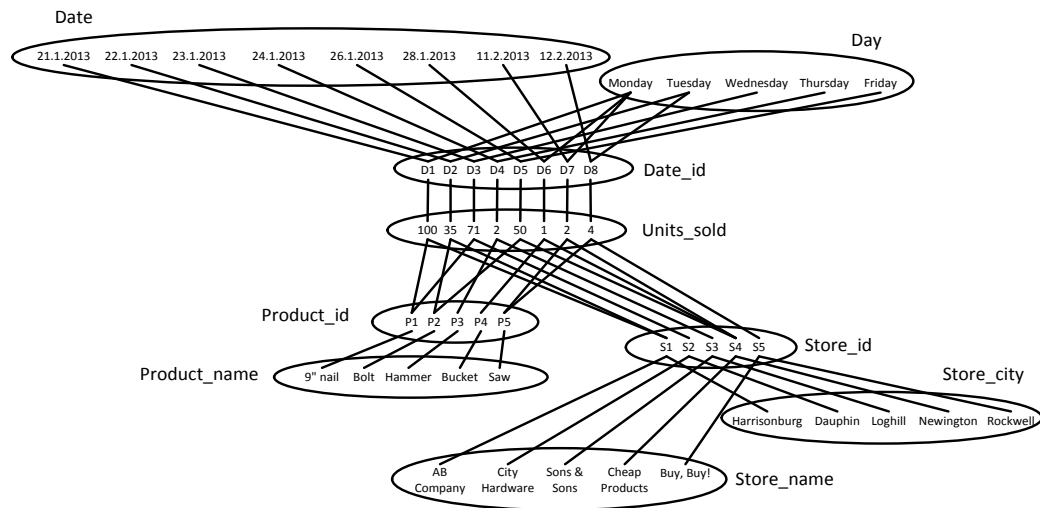 Date
21.1.2013 22.1.2013 23.1.2013 24.1.2013 26.1.2013 28.1.2013 11.2.2013 12.2.2013
Day
Monday Tuesday Wednesday Thursday Friday
D1 D2 D3 D4 D5 D6 D7 D8
Date_id
100 35 71 2 50 1 2 4
Units_sold
Product_id
P1 P2 P3 P4 P5
S1 S2 S3 S4 S5
Store_id
Product_name
9" nail Bolt Hammer Bucket Saw
Store_city
Harrisonburg Dauphin Loghill Newington Rockwell
AB Company
City Hardware
Sons & Sons
Cheap Products
Buy, Buy!
Store_name